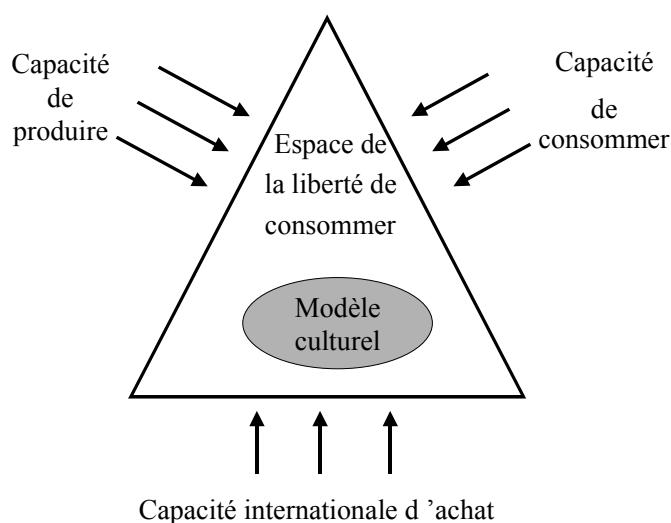 Capacité
de
produire
Capacité
de
consommer
Espace de
la liberté de
consommer
Modèle
culturel
Capacité internationale d ’achat